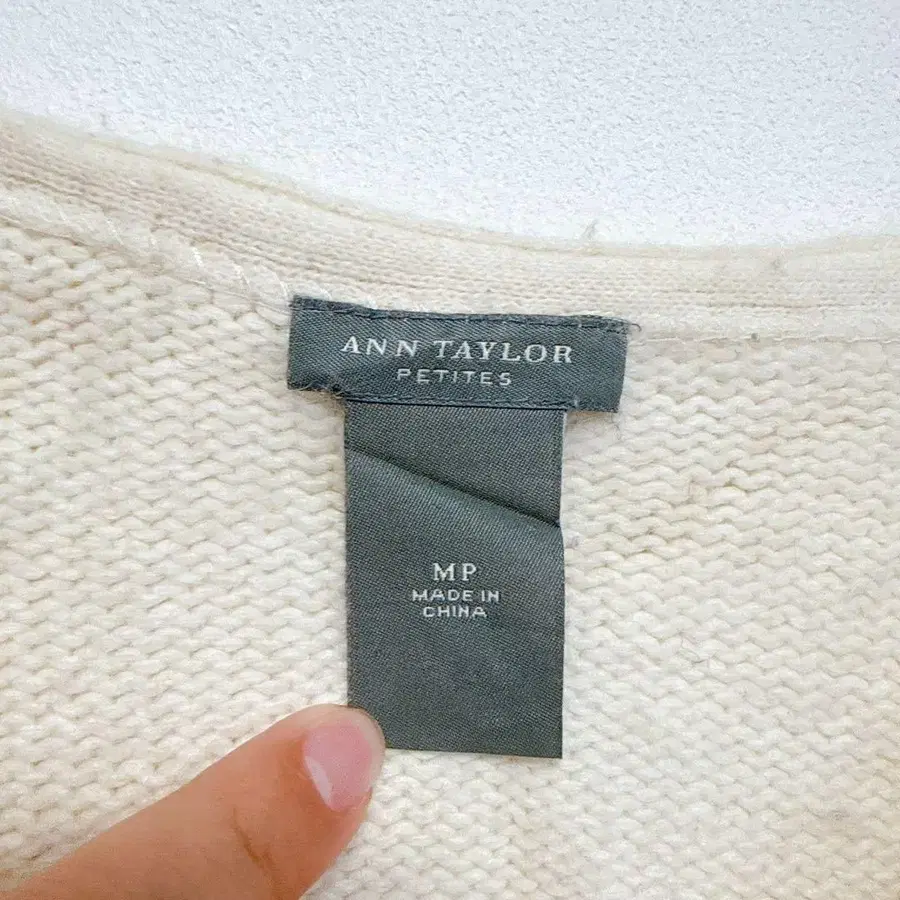 ANN TAYLOR
PETITES
MP
MADE IN
CHINA